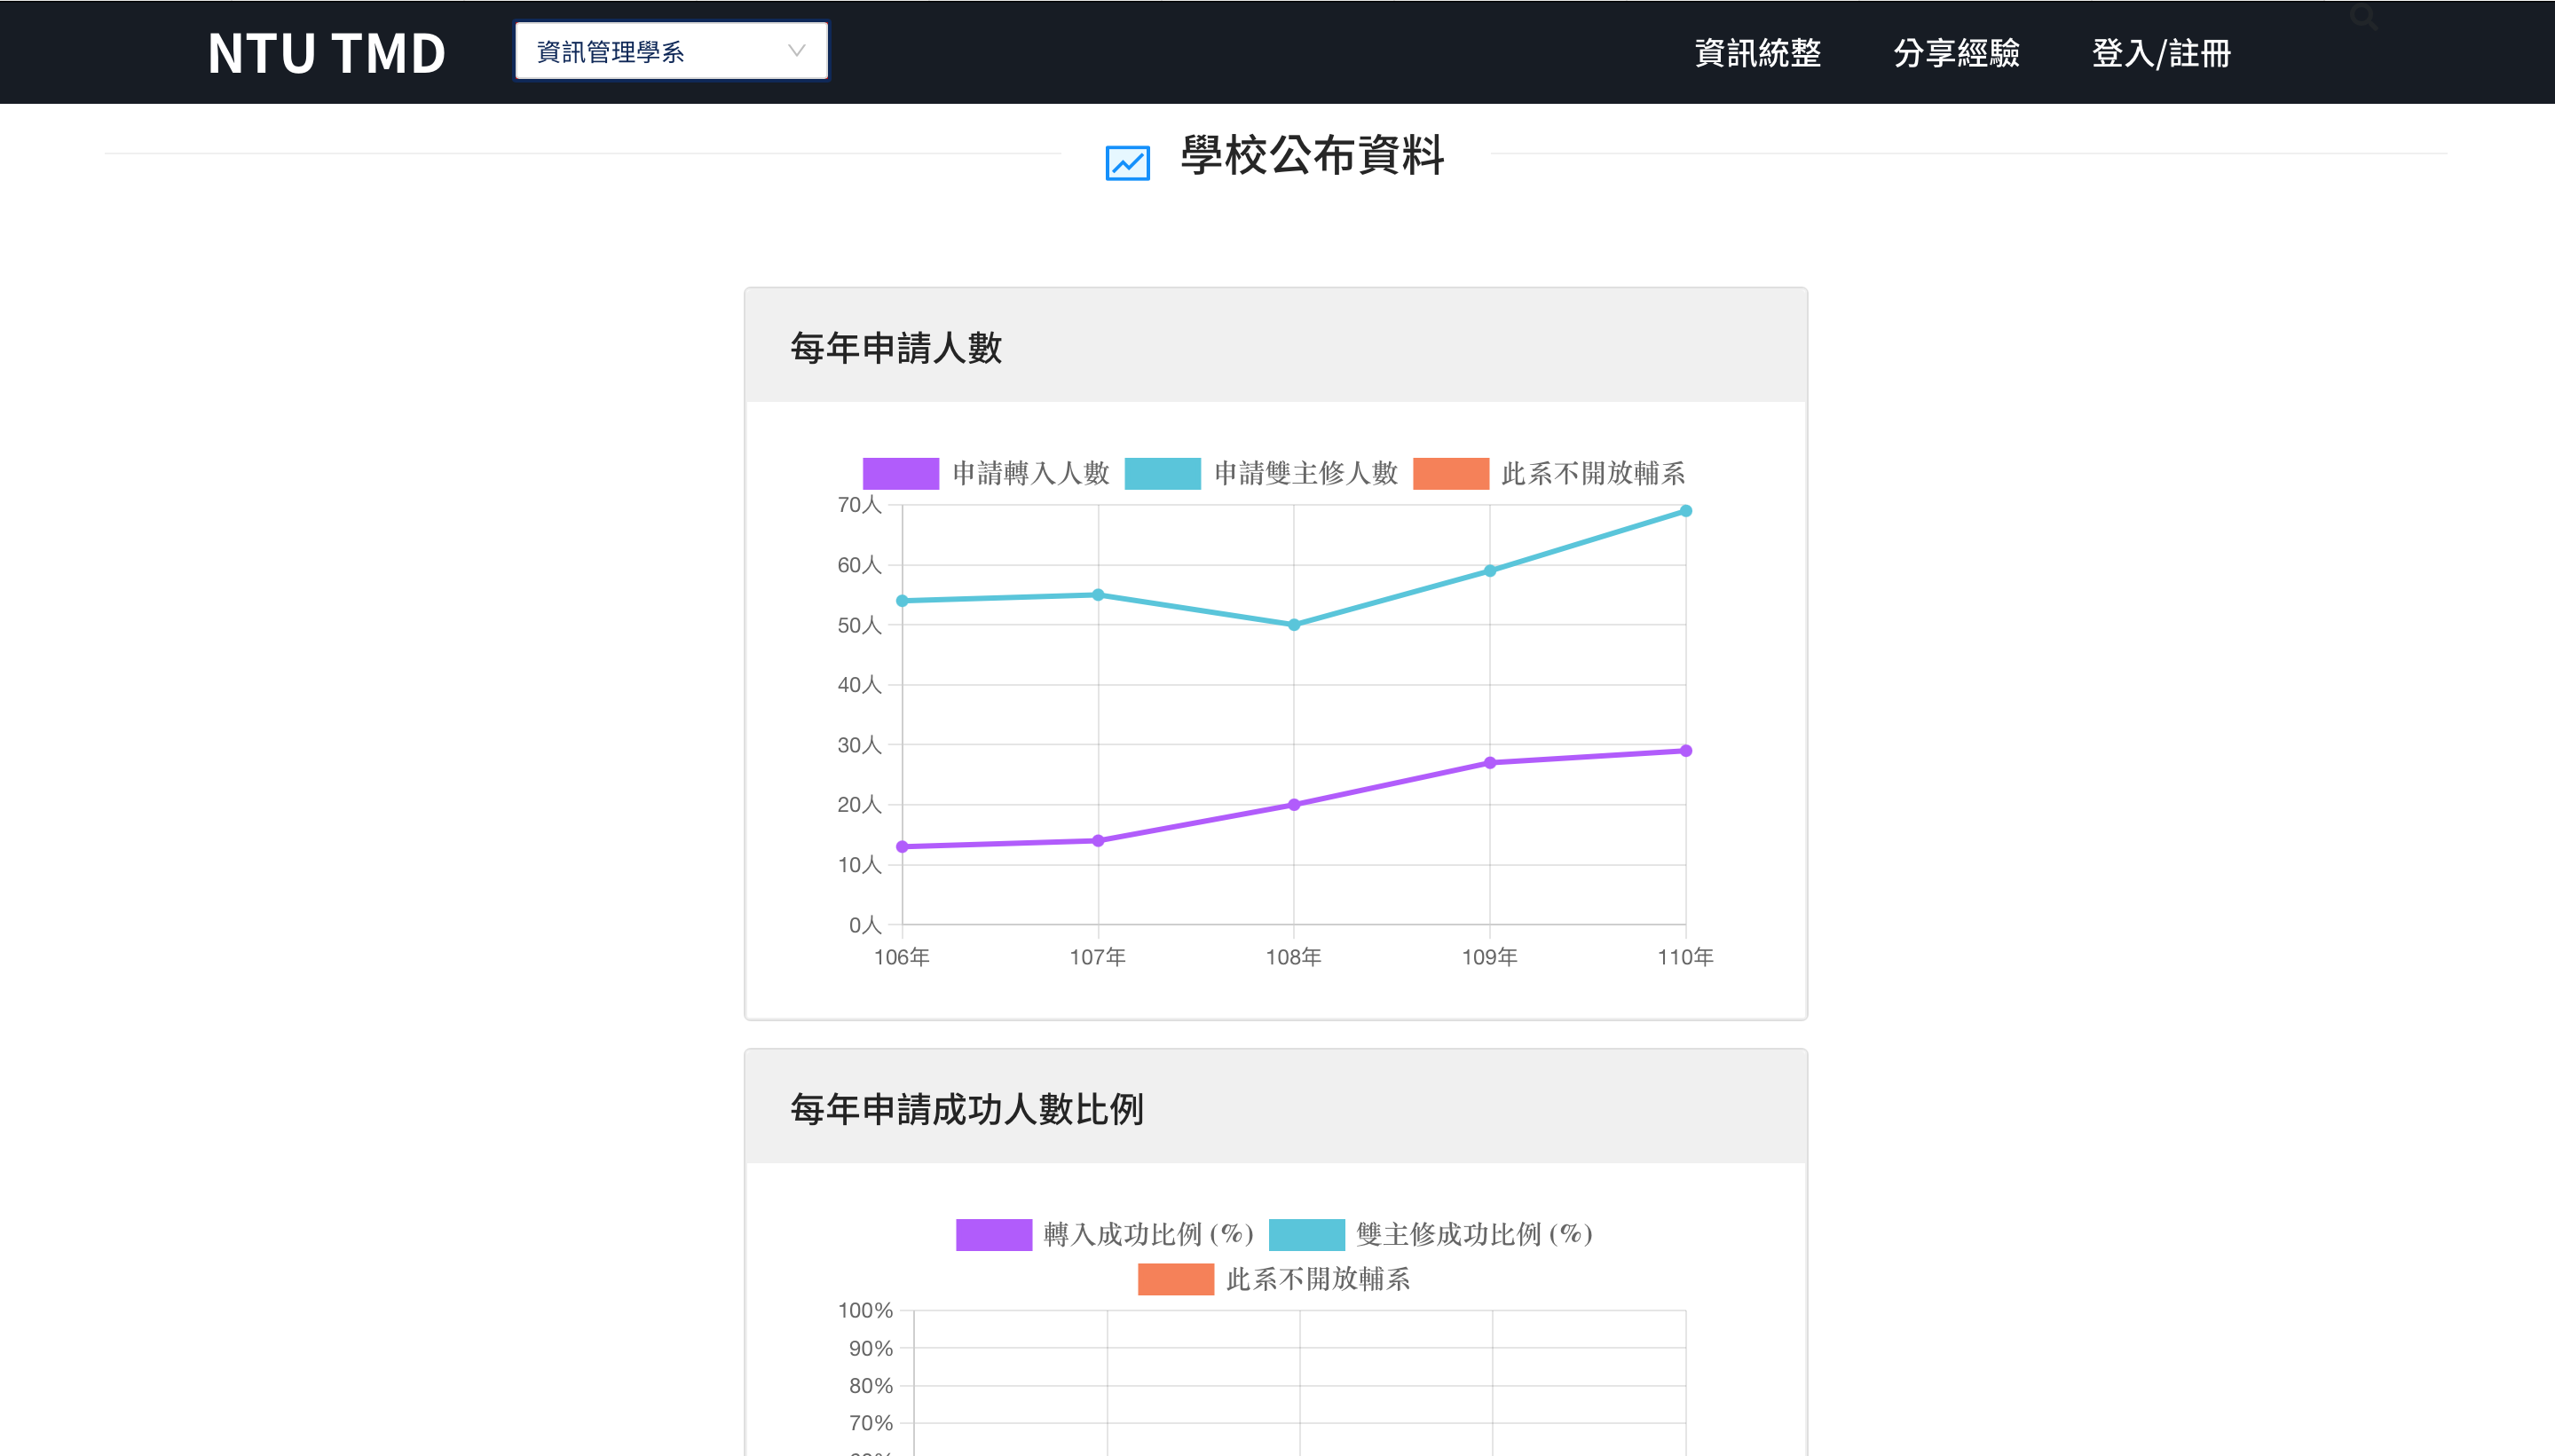 NTU TMD 資訊管理學系 資訊統整 分享經驗 登入/註冊
學校公布資料
每年申請人數
申請轉入人數 申請雙主修人數 此系不開放輔系
70人
60人
50人
40人
30人
20人
10人
0人
106年 107年 108年 109年 110年
每年申請成功人數比例
轉入成功比例 (%) 雙主修成功比例 (%)
此系不開放輔系
100%
90%
80%
70%